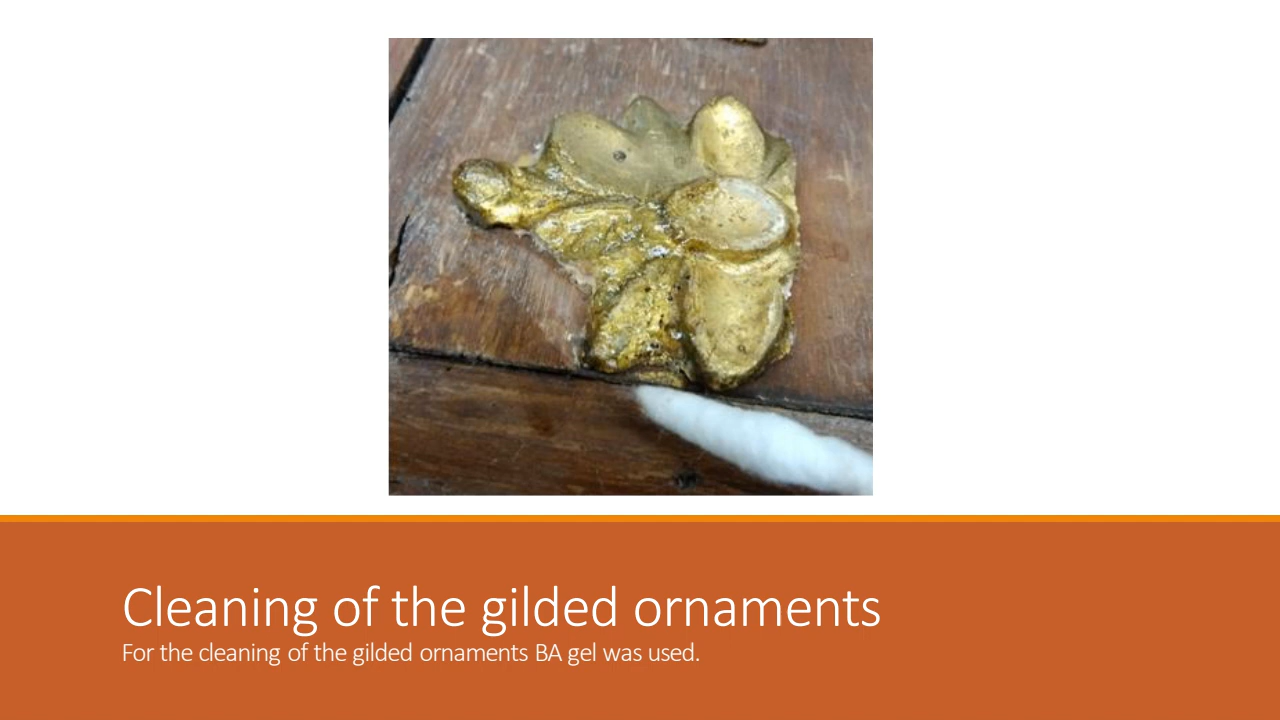 Cleaning of the gilded ornaments
For the cleaning of the gilded ornaments BA gel was used.